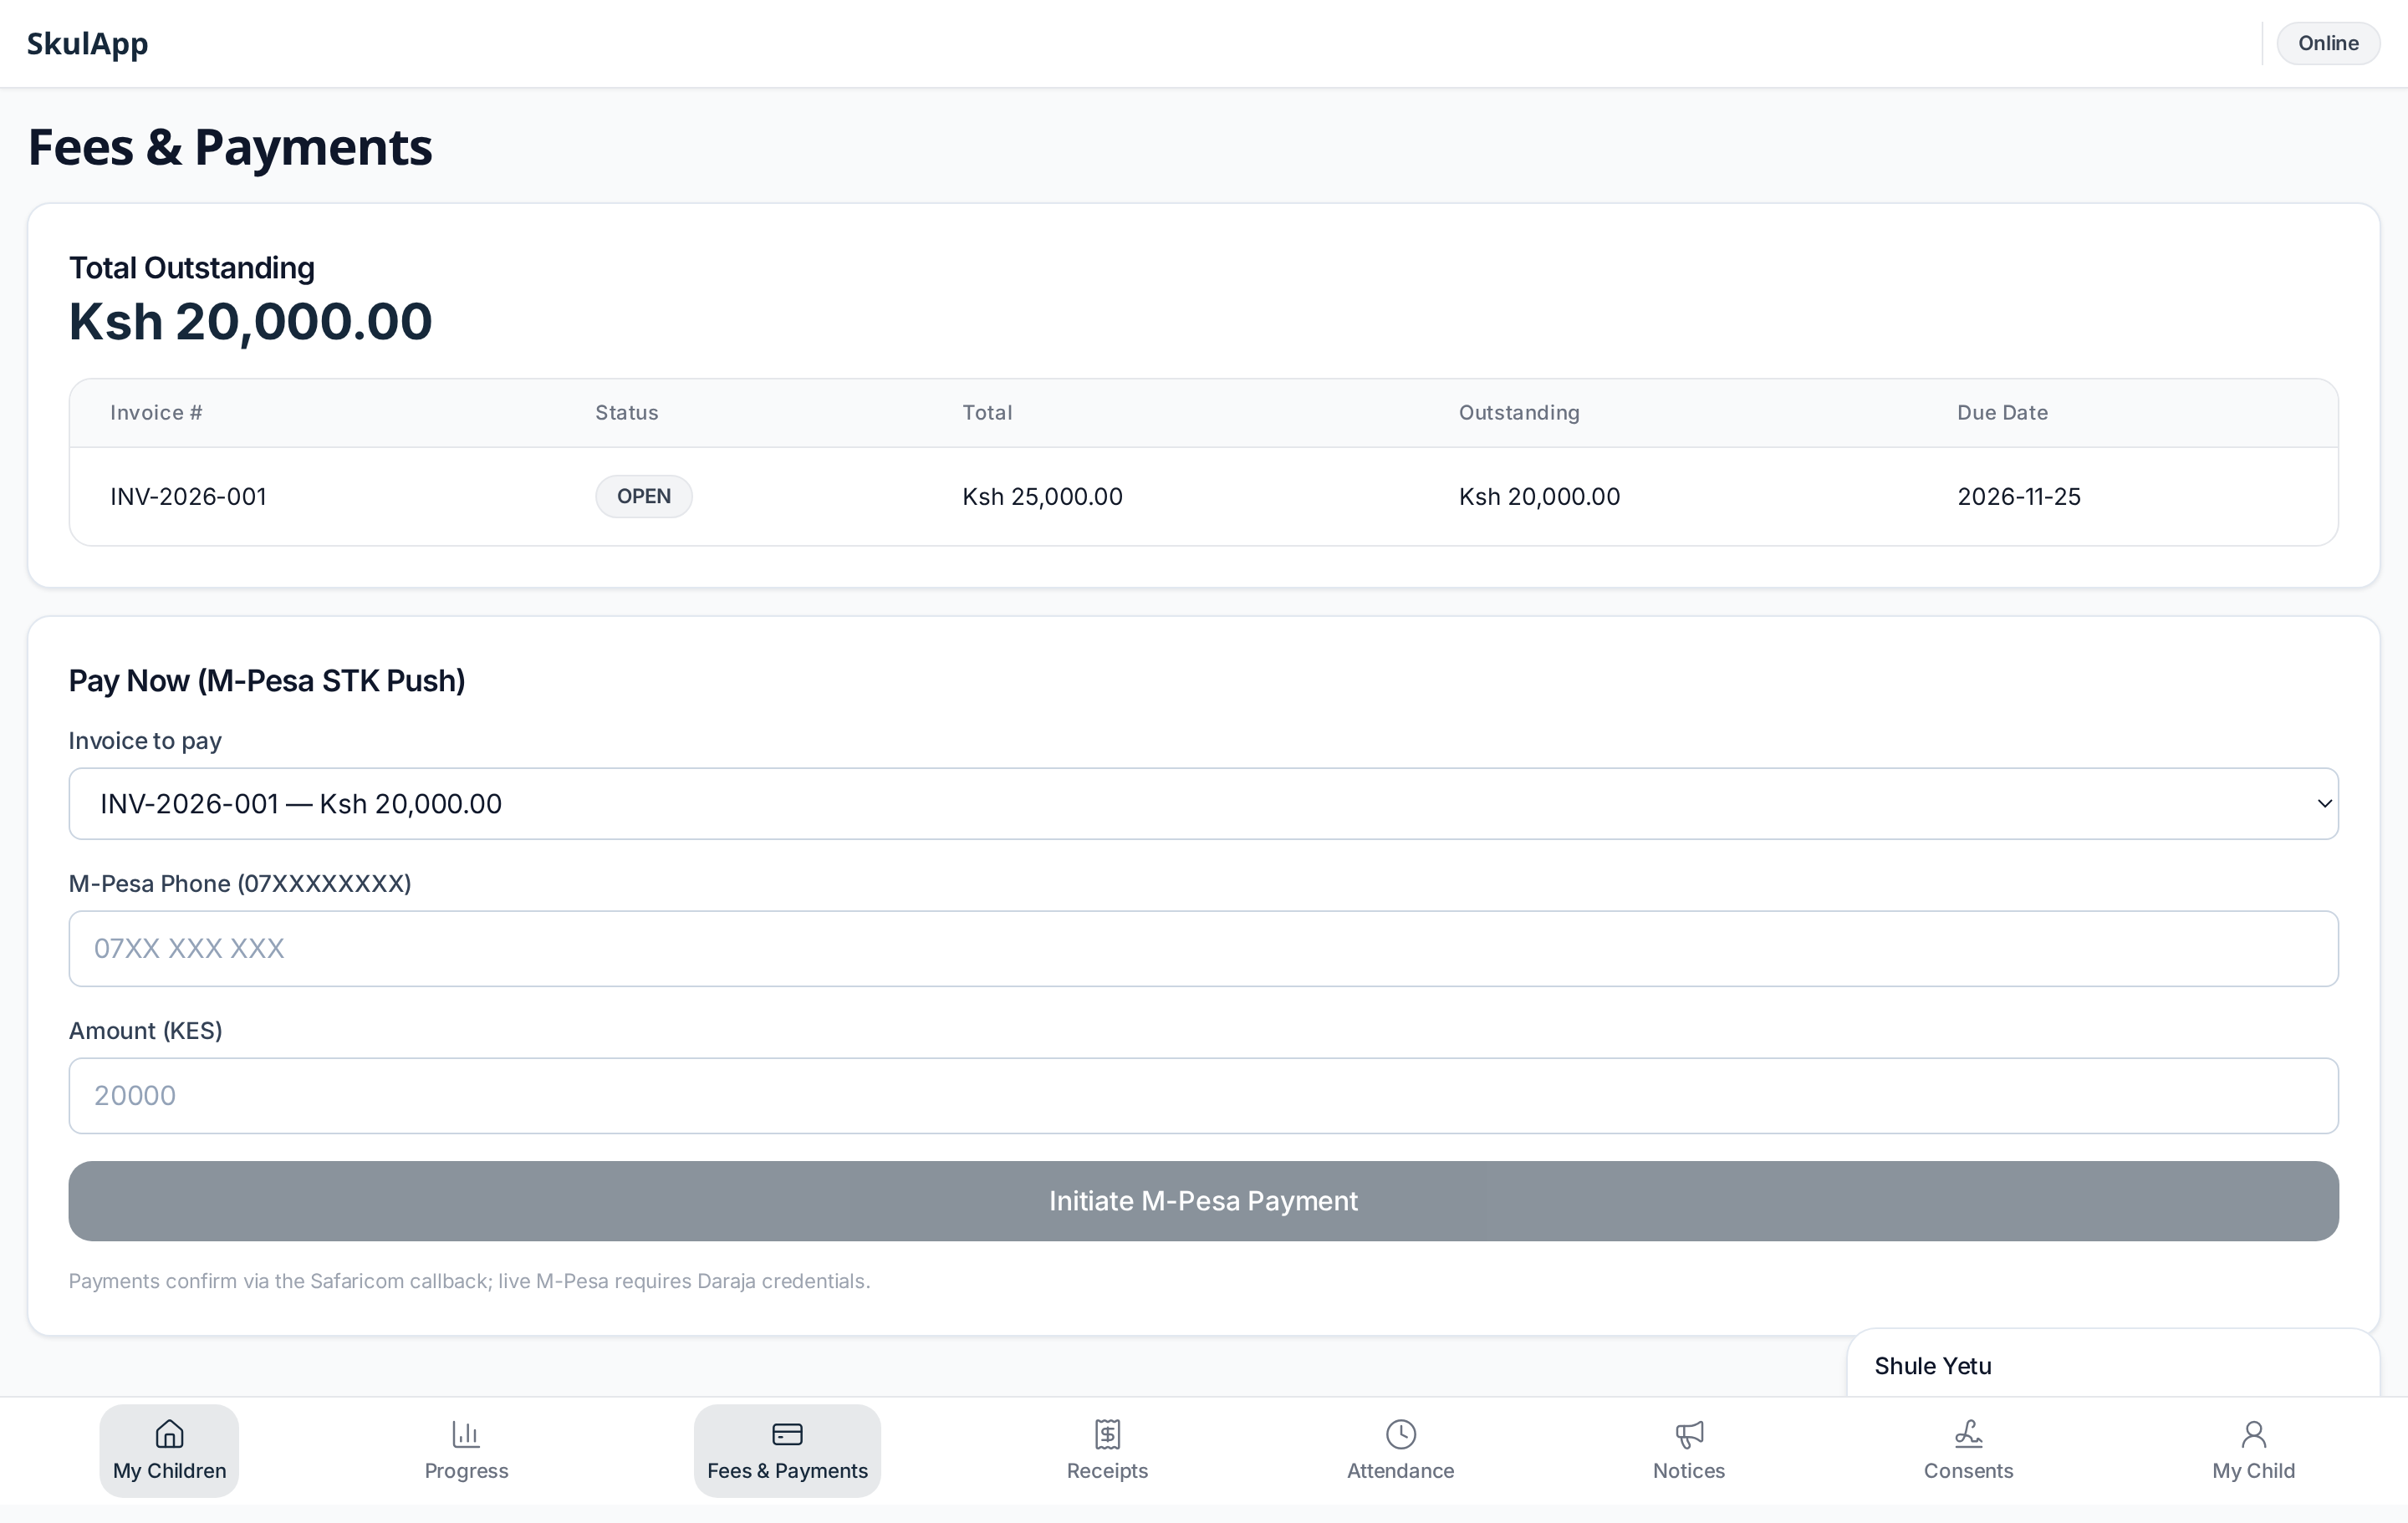 SkulApp
Online
Fees & Payments
Total Outstanding
Ksh 20,000.00
Invoice # Status Total Outstanding Due Date
INV-2026-001 OPEN Ksh 25,000.00 Ksh 20,000.00 2026-11-25
Pay Now (M-Pesa STK Push)
Invoice to pay
INV-2026-001 — Ksh 20,000.00
M-Pesa Phone (07XXXXXXXX)
07XX XXX XXX
Amount (KES)
20000
Initiate M-Pesa Payment
Payments confirm via the Safaricom callback; live M-Pesa requires Daraja credentials.
Shule Yetu
My Children Progress Fees & Payments Receipts Attendance Notices Consents My Child